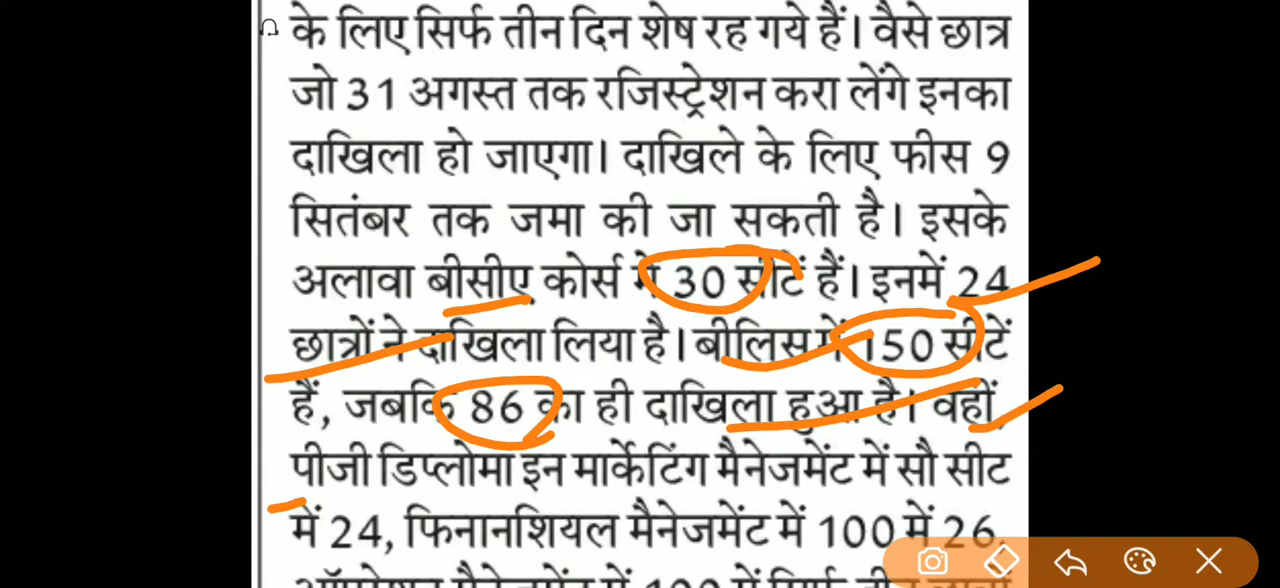 के लिए सिर्फ तीन दिन शेष रह गये हैं। वैसे छात्र
जो 31 अगस्त तक रजिस्ट्रेशन करा लेंगे इनका
दाखिला हो जाएगा। दाखिले के लिए फीस 9
सितंबर तक जमा की जा सकती है। इसके
अलावा बीसीए कोर्स में 30 सीटें हैं। इनमें 24
छात्रों ने दाखिला लिया है। बीलिस में 150 सीटें
हैं, जबकि 86 का ही दाखिला हुआ है। वहीं,
पीजी डिप्लोमा इन मार्केटिंग मैनेजमेंट में सौ सीट
में 24, फिनानशियल मैनेजमेंट में 100 में 26,